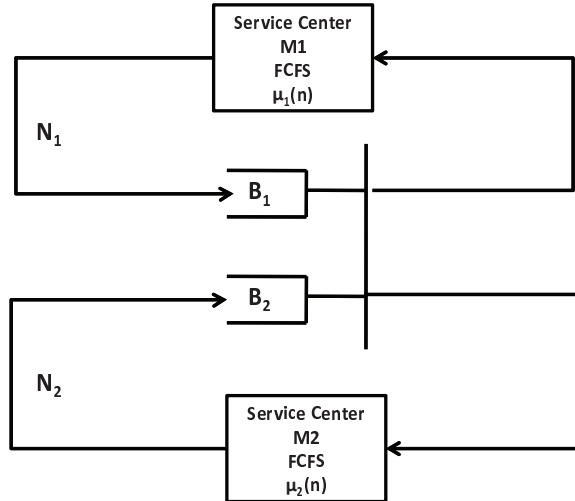 Service Center
M1
FCFS
μ₁(n)
N₁
B₁
B₂
N₂
Service Center
M2
FCFS
μ₂(n)